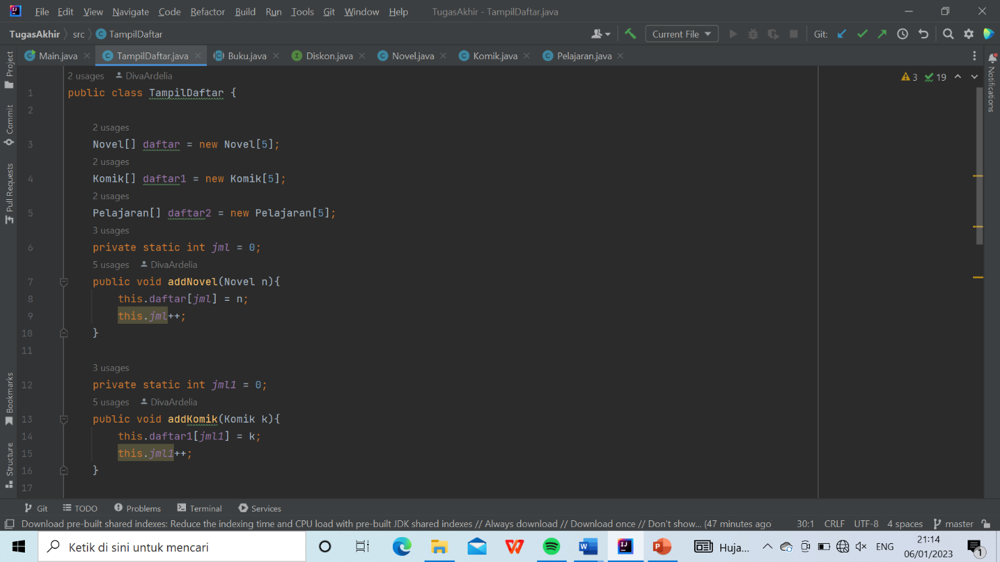 File Edit View Navigate Code Refactor Build Run Tools Git Window Help TugasAkhir - TampilDaftar.java
TugasAkhir src TampilDaftar Current File Git:
Main.java TampilDaftar.java Buku.java Diskon.java Novel.java Komik.java Pelajaran.java
Project
Commit
Pull Requests
Bookmarks
Structure
Notifications
3 19
2 usages DivaArdelia
1 public class TampilDaftar {
2
2 usages
3 Novel[] daftar = new Novel[5];
2 usages
4 Komik[] daftar1 = new Komik[5];
2 usages
5 Pelajaran[] daftar2 = new Pelajaran[5];
3 usages
6 private static int jml = 0;
5 usages DivaArdelia
7 public void addNovel(Novel n){
8 this.daftar[jml] = n;
9 this.jml++;
10 }
11
3 usages
12 private static int jml1 = 0;
5 usages DivaArdelia
13 public void addKomik(Komik k){
14 this.daftar1[jml1] = k;
15 this.jml1++;
16 }
17
Git TODO Problems Terminal Services
Download pre-built shared indexes: Reduce the indexing time and CPU load with pre-built JDK shared indexes // Always download // Download once // Don't show... (47 minutes ago 30:1 CRLF UTF-8 4 spaces master
Ketik di sini untuk mencari Huja... ENG 21:14
06/01/2023 1